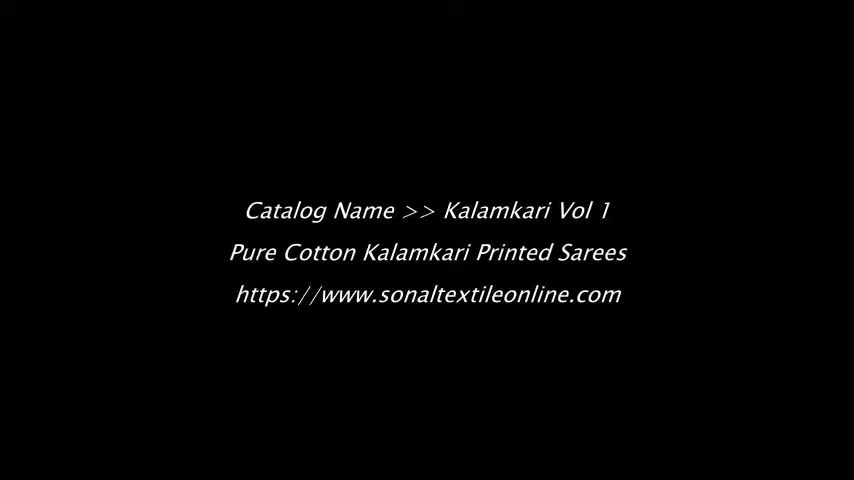 Catalog Name >> Kalamkari Vol 1
Pure Cotton Kalamkari Printed Sarees
https://www.sonaltextileonline.com